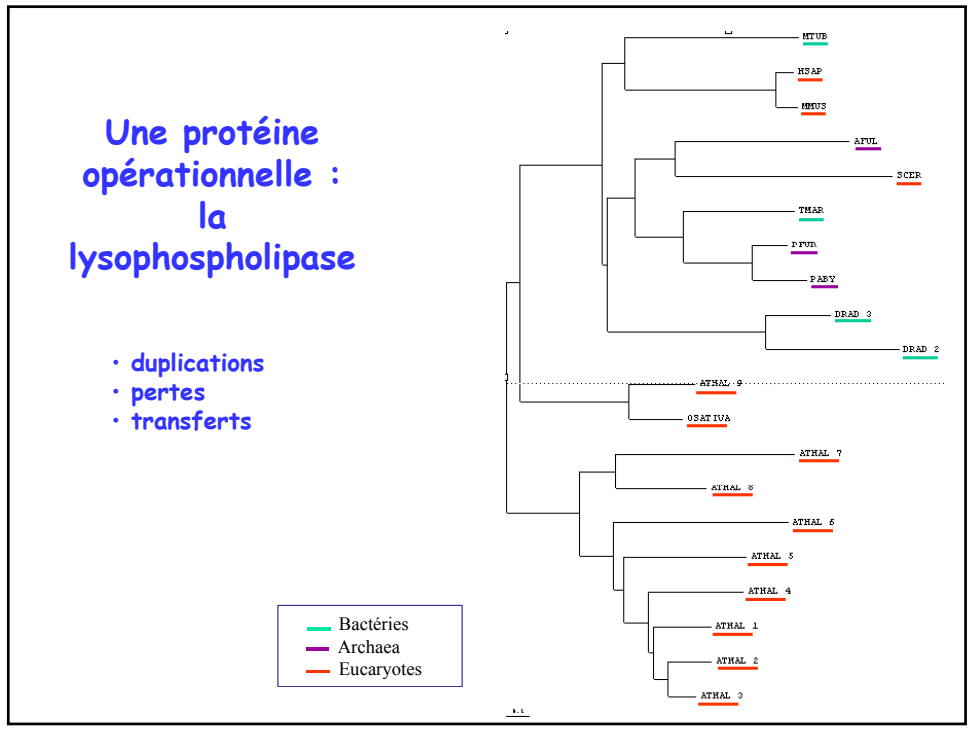 Une protéine
opérationnelle :
la
lysophospholipase
• duplications
• pertes
• transferts
MTUB
HSAP
MMUS
AFUL
SCER
TMAR
PFUR
PABY
DRAD 3
DRAD 2
ATHAL 9
OSATIVA
ATHAL 7
ATHAL 8
ATHAL 6
ATHAL 5
ATHAL 4
ATHAL 1
ATHAL 2
ATHAL 3
Bactéries
Archaea
Eucaryotes